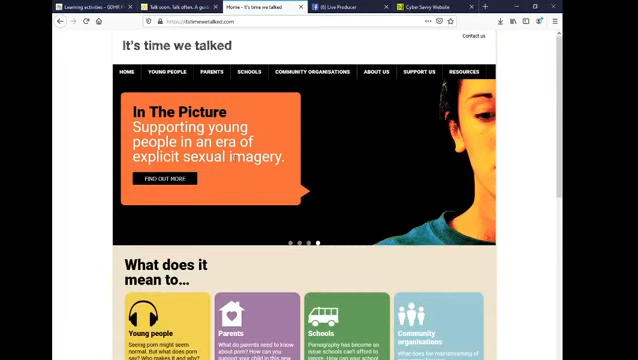 Learning activities - GDHR P
Talk soon. Talk often. A guid
Home - It's time we talked
Live Producer
Cyber Savvy Website
https://itstimewetalked.com
Contact us
It's time we talked
HOME YOUNG PEOPLE PARENTS SCHOOLS COMMUNITY ORGANISATIONS ABOUT US SUPPORT US RESOURCES
In The Picture
Supporting young
people in an era of
explicit sexual imagery.
FIND OUT MORE
What does it
mean to...
Young people
Seeing porn might seem
normal. But what does porn
say? Who makes it and why?
Parents
What do parents need to know
about porn? How can you
support your child in this new
Schools
Pornography has become an
issue schools can't afford to
ignore. How can your school
Community
organisations
What does the mainstreaming of